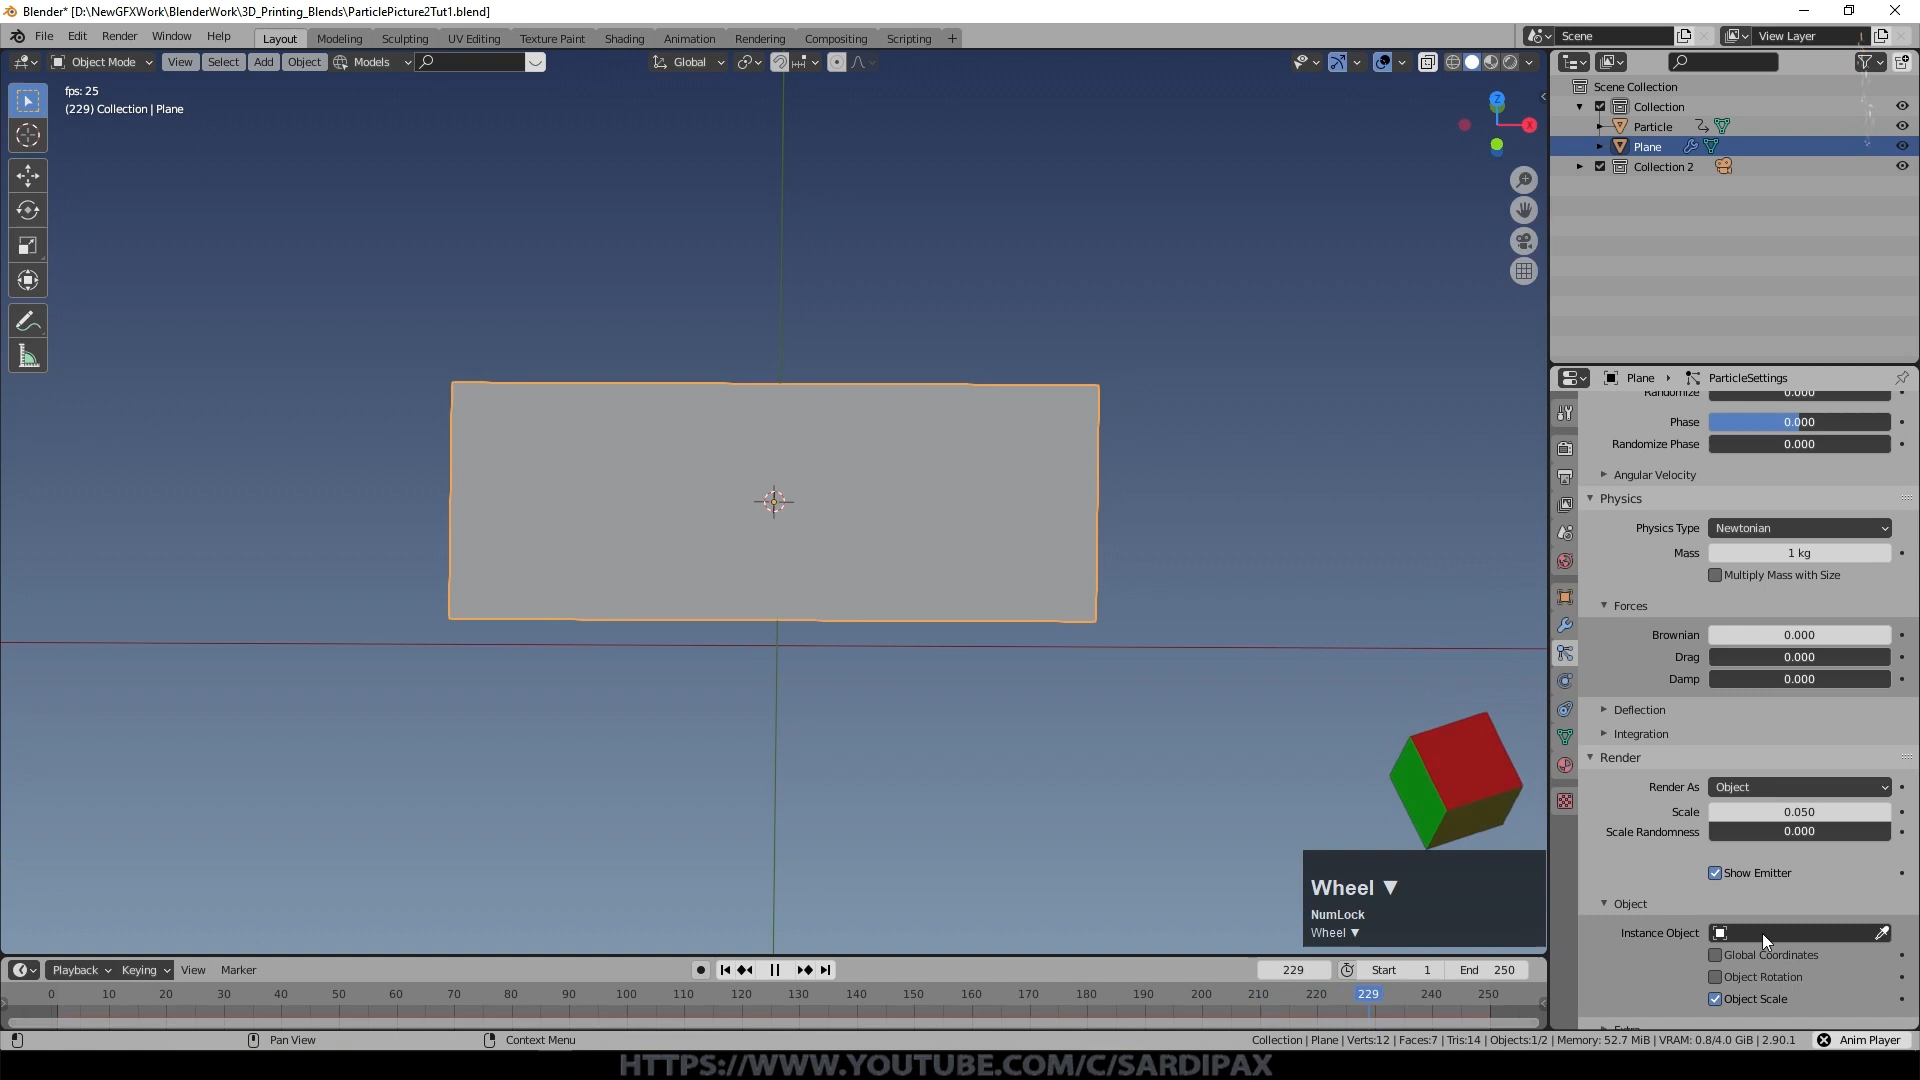 Blender* [D:\NewGFXWork\BlenderWork\3D_Printing_Blends\ParticlePicture2Tut1.blend]
File Edit Render Window Help Layout Modeling Sculpting UV Editing Texture Paint Shading Animation Rendering Compositing Scripting + Scene View Layer
Object Mode View Select Add Object Models Global
fps: 25
(229) Collection | Plane
Z
X
Scene Collection
Collection
Particle
Plane
Collection 2
Plane ParticleSettings
Randomize 0.000
Phase 0.000
Randomize Phase 0.000
Angular Velocity
Physics
Physics Type Newtonian
Mass 1 kg
Multiply Mass with Size
Forces
Brownian 0.000
Drag 0.000
Damp 0.000
Deflection
Integration
Render
Render As Object
Scale 0.050
Scale Randomness 0.000
Show Emitter
Object
Instance Object
Global Coordinates
Object Rotation
Object Scale
Extra
Wheel ▼
NumLock
Wheel ▼
Playback Keying View Marker 229 Start 1 End 250
0 10 20 30 40 50 60 70 80 90 100 110 120 130 140 150 160 170 180 190 200 210 220 229 240 250
Pan View Context Menu Collection | Plane | Verts:12 | Faces:7 | Tris:14 | Objects:1/2 | Memory: 52.7 MiB | VRAM: 0.8/4.0 GiB | 2.90.1 Anim Player
HTTPS://WWW.YOUTUBE.COM/C/SARDIPAX